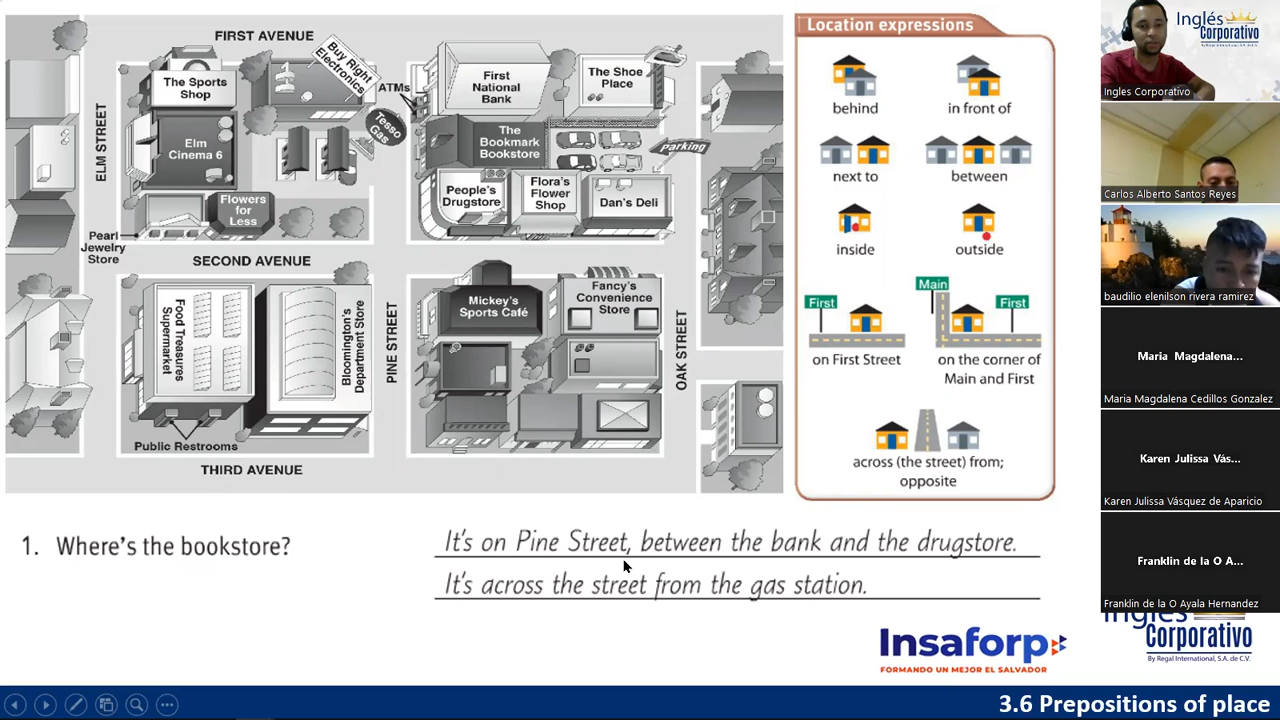 FIRST AVENUE
Buy Right
Electronics
The Sports
Shop
ATMs
First
National
Bank
The Shoe
Place
ELM STREET
Elm
Cinema 6
Tesso
Gas
The
Bookmark
Bookstore
Parking
People's
Drugstore
Flora's
Flower
Shop
Dan's Deli
Flowers
for
Less
Pearl
Jewelry
Store
SECOND AVENUE
Food Treasures
Supermarket
Bloomington's
Department Store
PINE STREET
Mickey's
Sports Café
Fancy's
Convenience
Store
OAK STREET
Public Restrooms
THIRD AVENUE
Location expressions
behind
in front of
next to
between
inside
outside
First
Main
First
on First Street
on the corner of
Main and First
across (the street) from;
opposite
1. Where's the bookstore?
It's on Pine Street, between the bank and the drugstore.
It's across the street from the gas station.
Insaforp
FORMANDO UN MEJOR EL SALVADOR
3.6 Prepositions of place
Inglés
Corporativo
By Regal International, S.A. de C.V.
Ingles Corporativo
Carlos Alberto Santos Reyes
baudilio elenilson rivera ramirez
Maria Magdalena...
Maria Magdalena Cedillos Gonzalez
Karen Julissa Vás...
Karen Julissa Vásquez de Aparicio
Franklin de la O A...
Franklin de la O Ayala Hernandez
Inglés
Corporativo
By Regal International, S.A. de C.V.